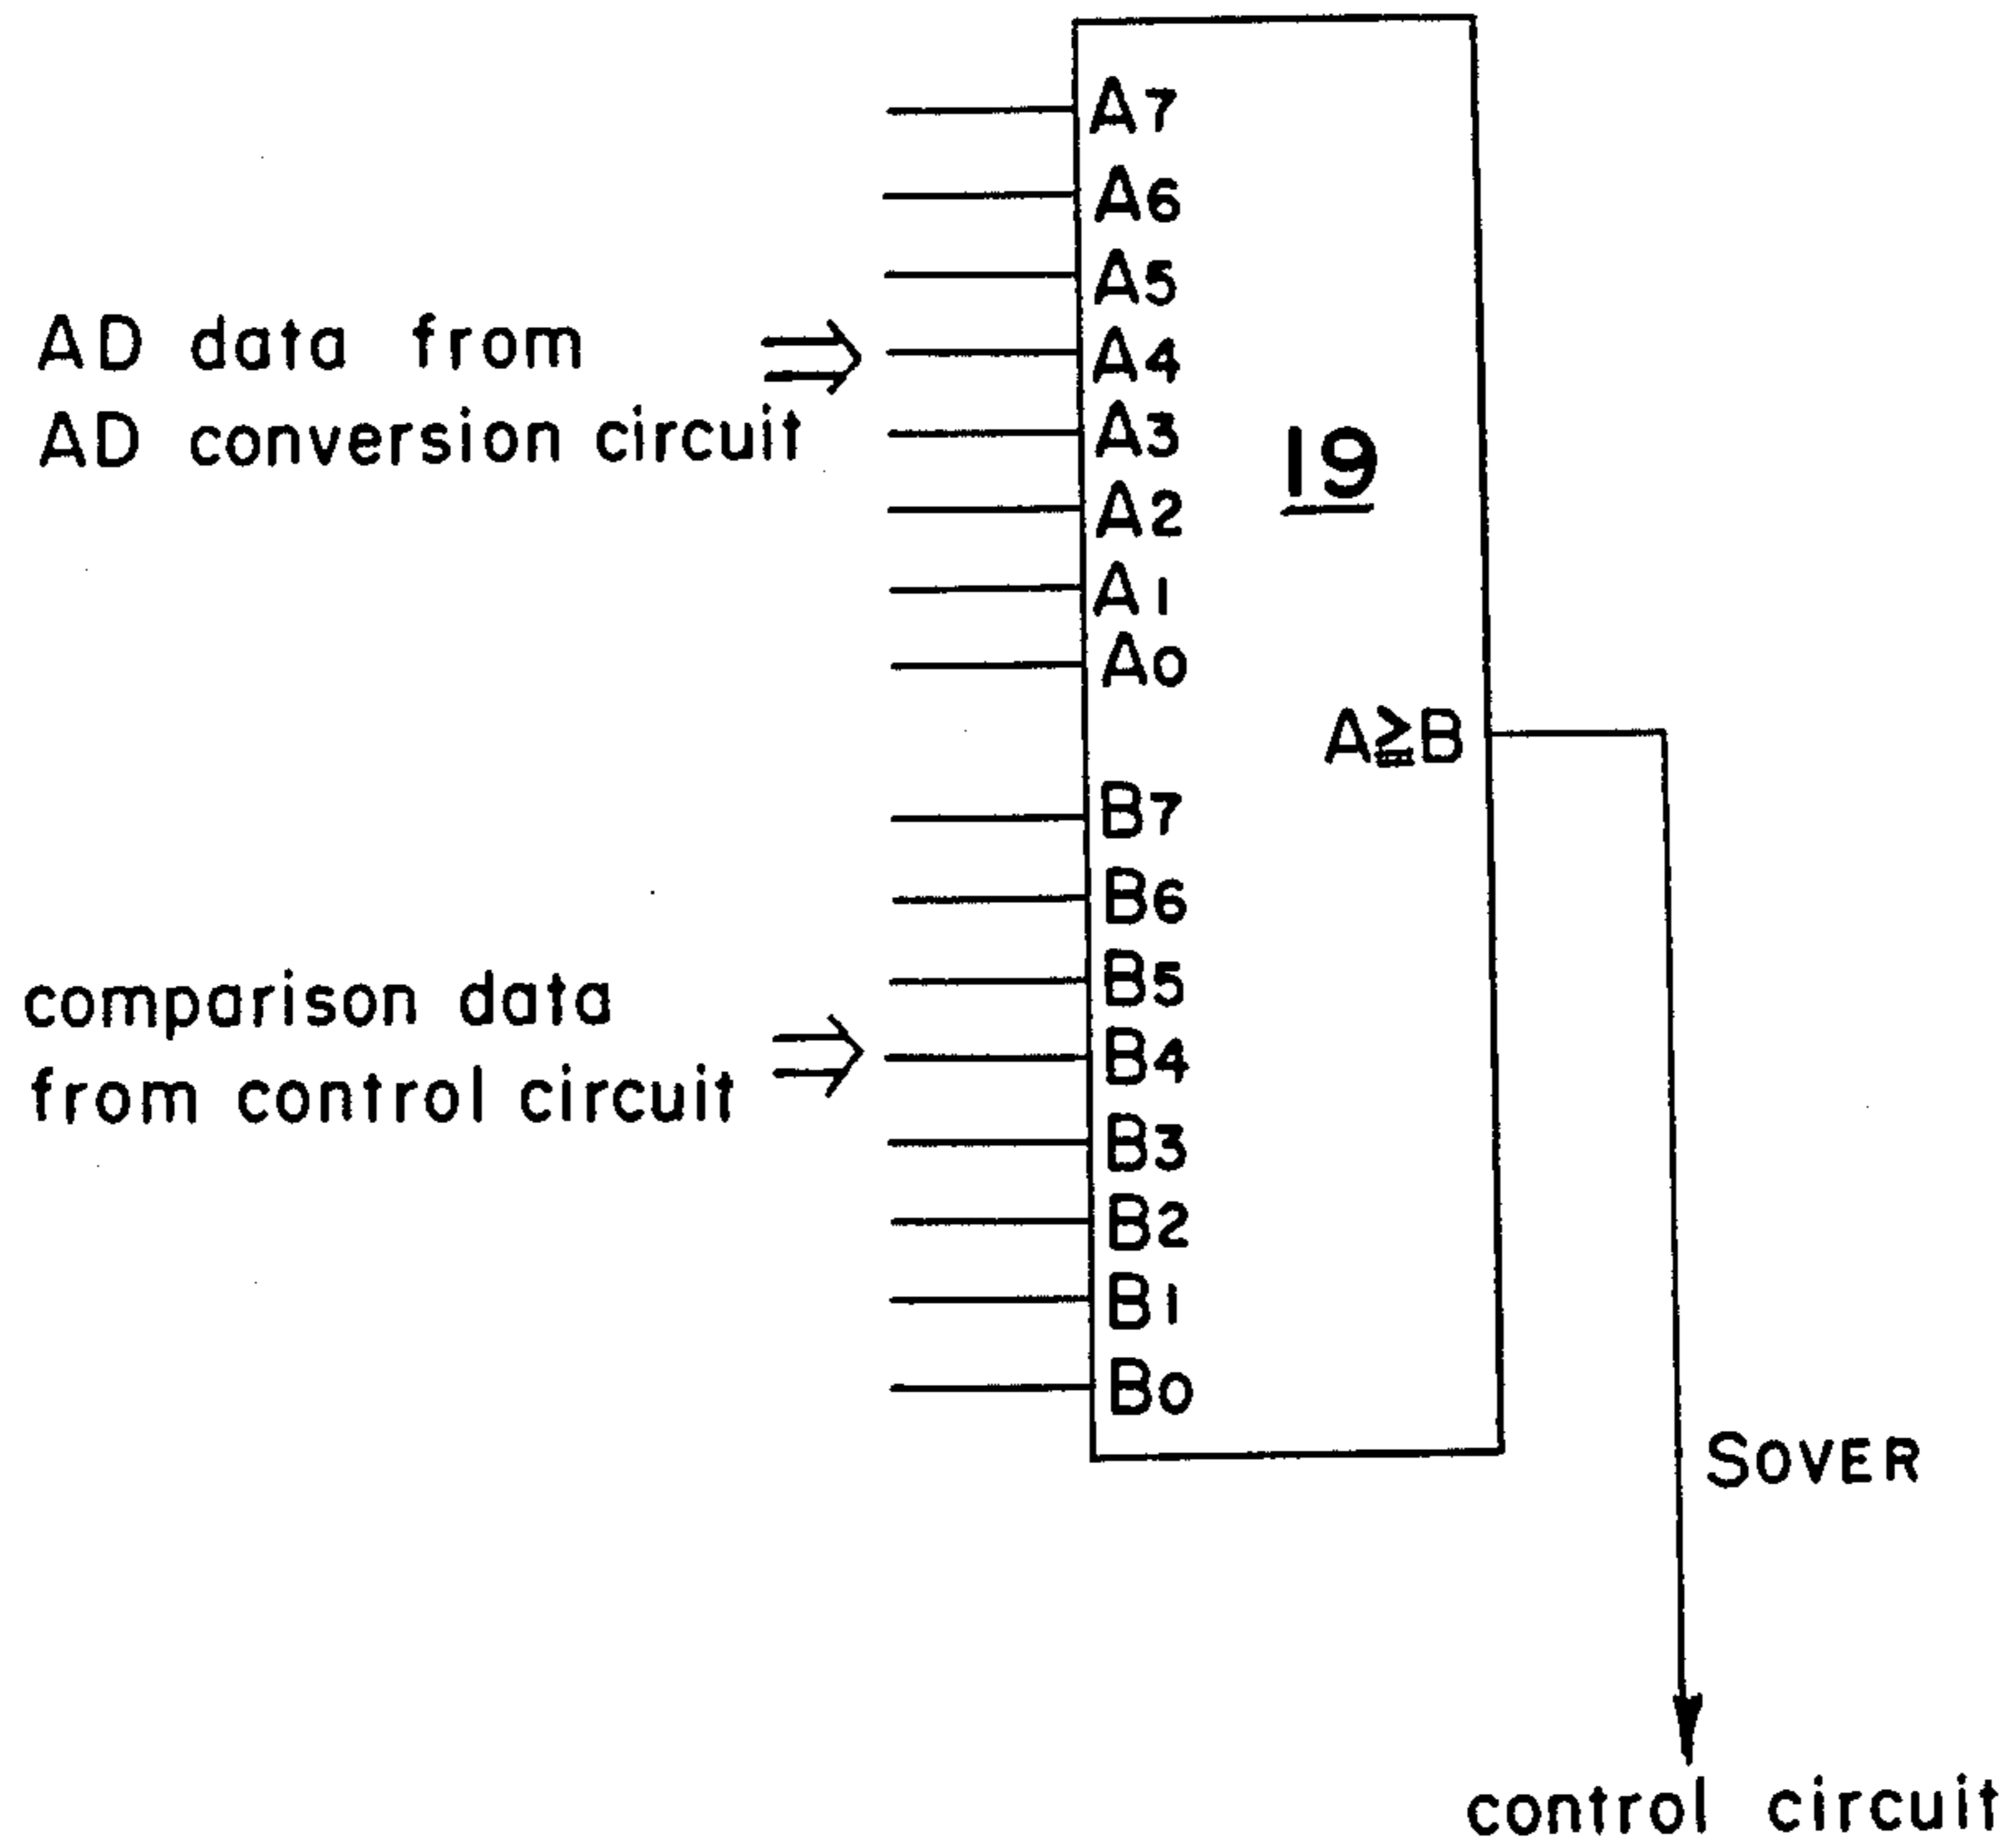 A7
A6
A5
AD data from
A4
AD conversion circuit
A3
19
A2
A1
A0
A≧B
B7
B6
B5
comparison data
B4
from control circuit
B3
B2
B1
B0
SOVER
control circuit